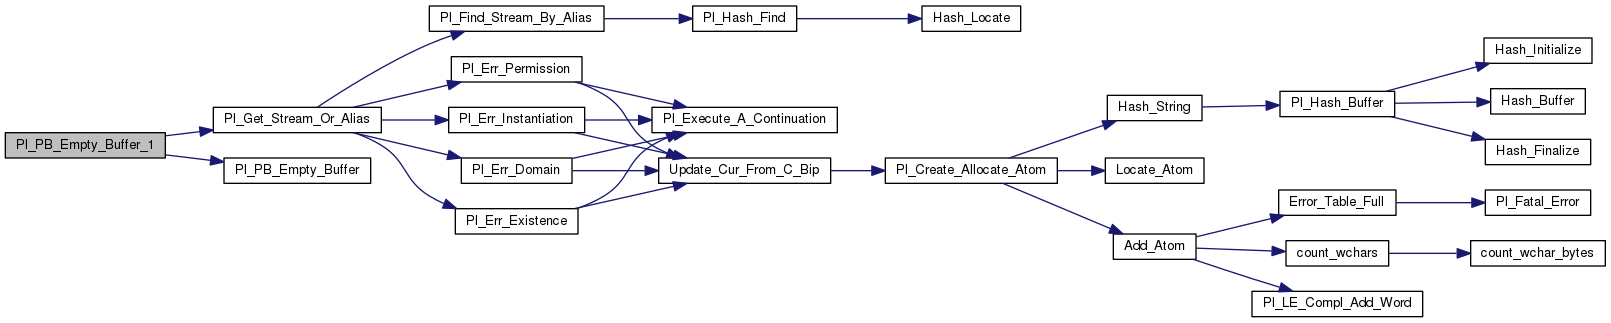 Pl_PB_Empty_Buffer_1
Pl_Get_Stream_Or_Alias
Pl_PB_Empty_Buffer
Pl_Find_Stream_By_Alias
Pl_Err_Permission
Pl_Err_Instantiation
Pl_Err_Domain
Pl_Err_Existence
Pl_Hash_Find
Pl_Execute_A_Continuation
Update_Cur_From_C_Bip
Hash_Locate
Pl_Create_Allocate_Atom
Hash_String
Locate_Atom
Add_Atom
Pl_Hash_Buffer
Error_Table_Full
count_wchars
Pl_LE_Compl_Add_Word
Hash_Initialize
Hash_Buffer
Hash_Finalize
Pl_Fatal_Error
count_wchar_bytes